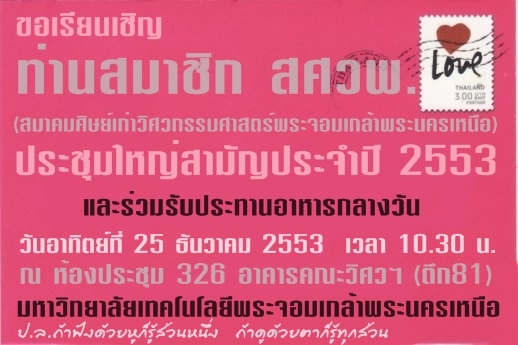 ขอเรียนเชิญ
ท่านสมาชิก สศอพ.
Love
THAILAND
3.00 บาท BAHT
POSTAGE
(สมาคมศิษย์เก่าวิศวกรรมศาสตร์พระจอมเกล้าพระนครเหนือ)
ประชุมใหญ่สามัญประจำปี 2553
และร่วมรับประทานอาหารกลางวัน
วันอาทิตย์ที่ 25 ธันวาคม 2553 เวลา 10.30 น.
ณ ห้องประชุม 326 อาคารคณะวิศวฯ (ตึก81)
มหาวิทยาลัยเทคโนโลยีพระจอมเกล้าพระนครเหนือ
ป.ล.ถ้าฟังด้วยหูก็รู้ส่วนหนึ่ง ถ้าดูด้วยตาก็รู้ทุกส่วน